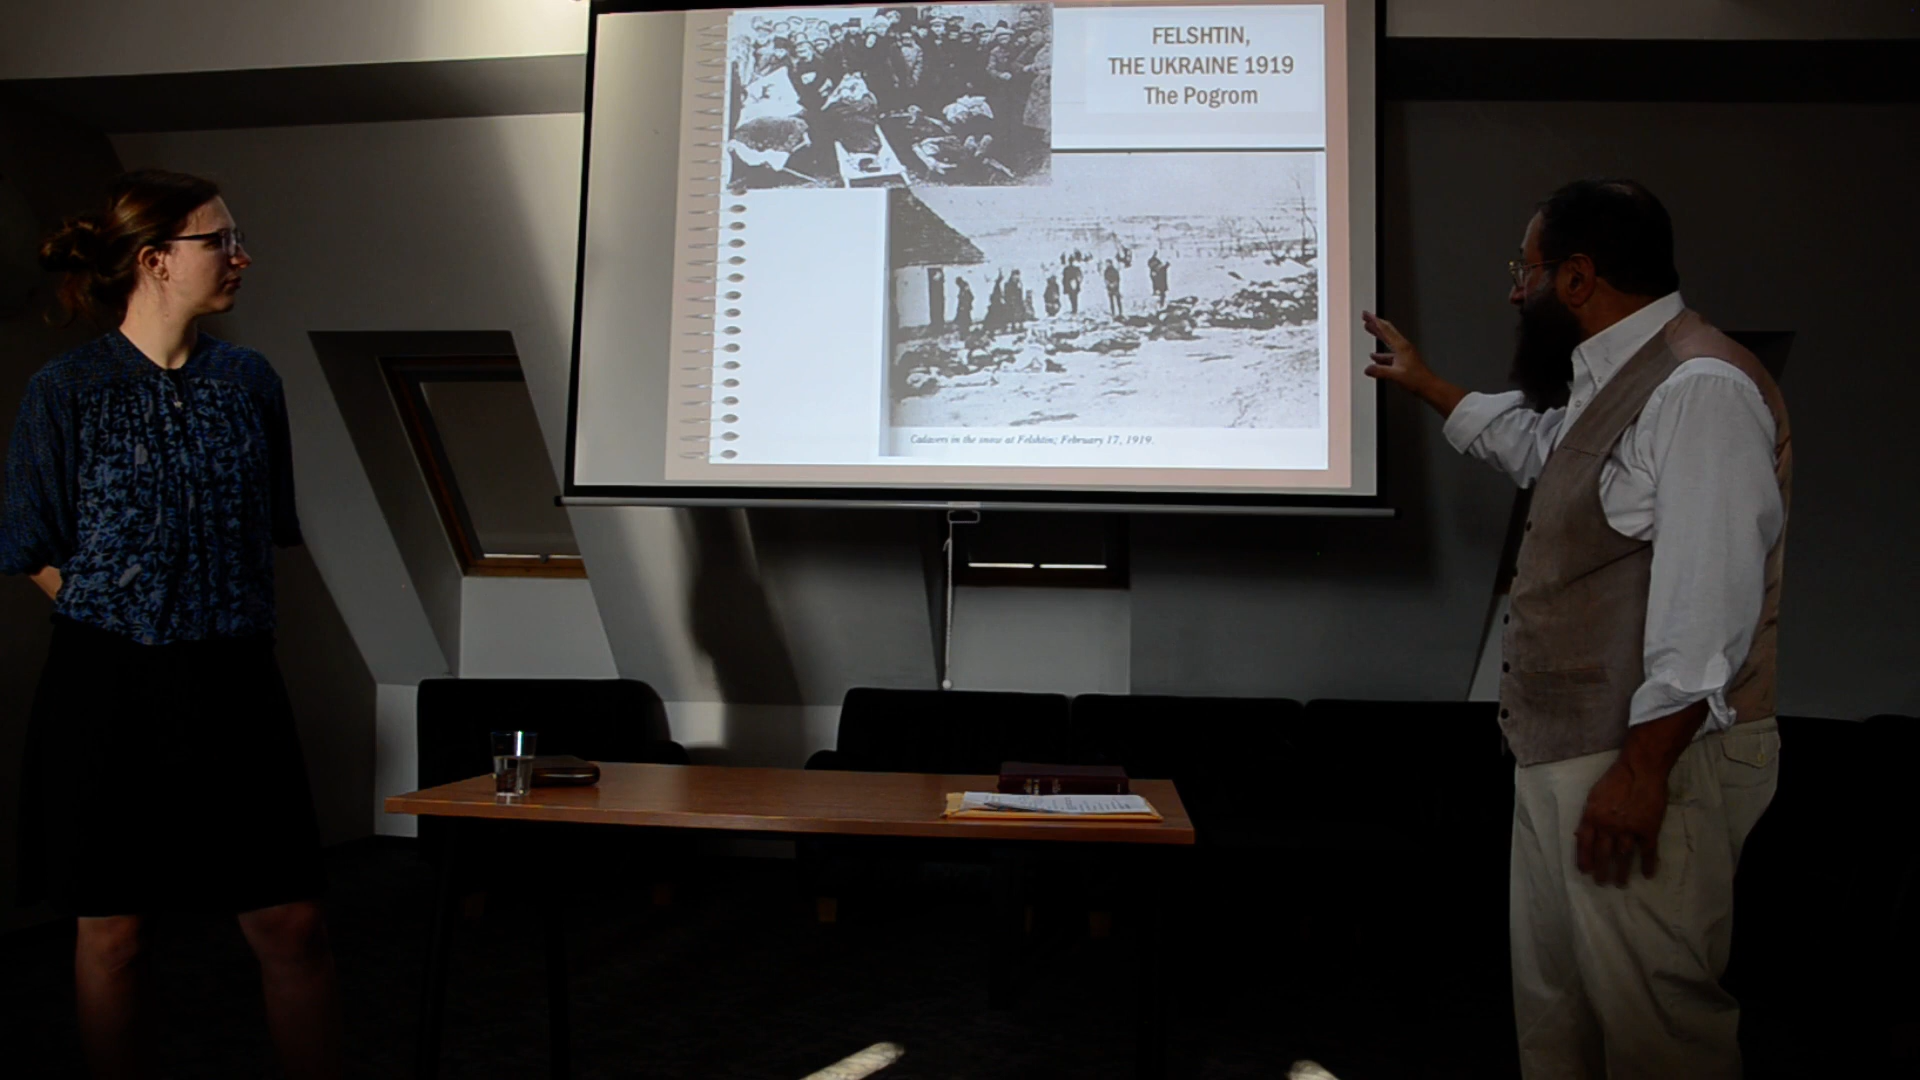 FELSHTIN,
THE UKRAINE 1919
The Pogrom
Cadavers in the snow at Felshtin; February 17, 1919.